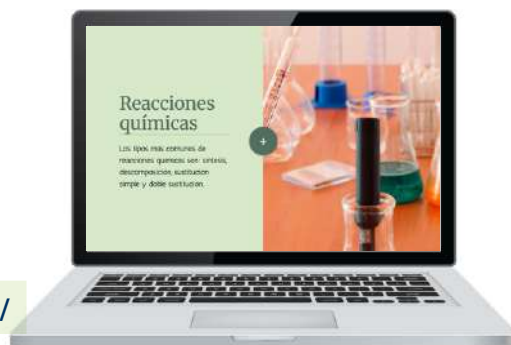 Reacciones
químicas
Los tipos más comunes de
reacciones químicas son: síntesis,
descomposición, sustitución
simple y doble sustitución.
+
/